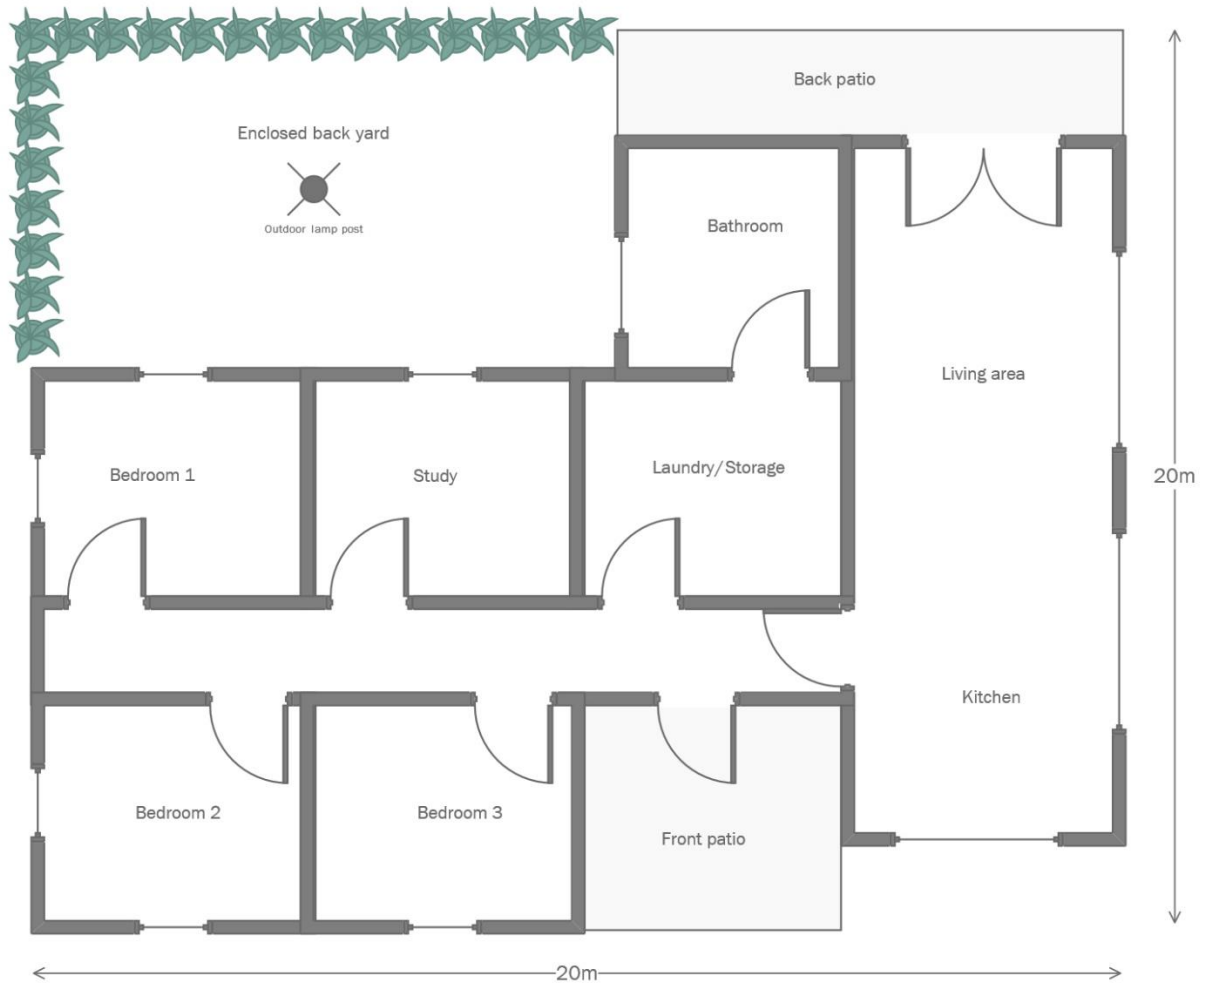 Back patio
Enclosed back yard
Outdoor lamp post
Bathroom
Living area
Bedroom 1
Study
Laundry/Storage
20m
Kitchen
Bedroom 2
Bedroom 3
Front patio
20m